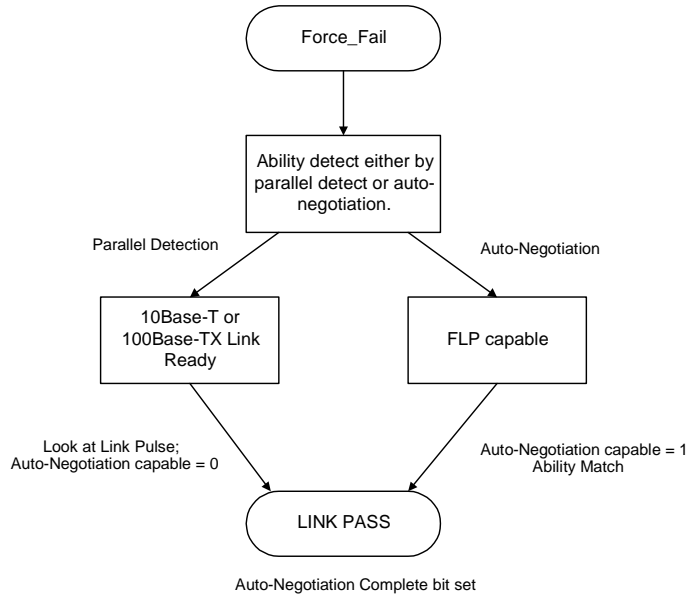 Force_Fail
Ability detect either by
parallel detect or auto-
negotiation.
Parallel Detection
Auto-Negotiation
10Base-T or
100Base-TX Link
Ready
FLP capable
Look at Link Pulse;
Auto-Negotiation capable = 0
Auto-Negotiation capable = 1
Ability Match
LINK PASS
Auto-Negotiation Complete bit set